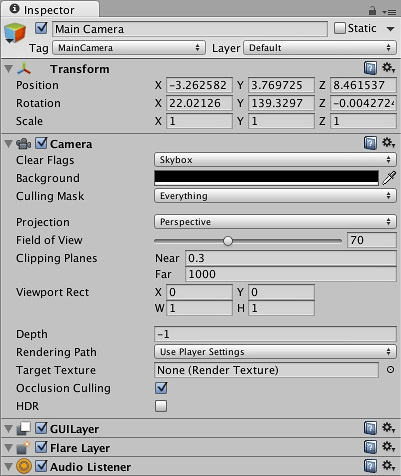 Inspector
Main Camera Static
Tag MainCamera Layer Default
Transform
Position X -3.262582 Y 3.769725 Z 8.461537
Rotation X 22.02126 Y 139.3297 Z -0.0042724
Scale X 1 Y 1 Z 1
Camera
Clear Flags Skybox
Background
Culling Mask Everything
Projection Perspective
Field of View 70
Clipping Planes Near 0.3
Far 1000
Viewport Rect X 0 Y 0
W 1 H 1
Depth -1
Rendering Path Use Player Settings
Target Texture None (Render Texture)
Occlusion Culling
HDR
GUILayer
Flare Layer
Audio Listener